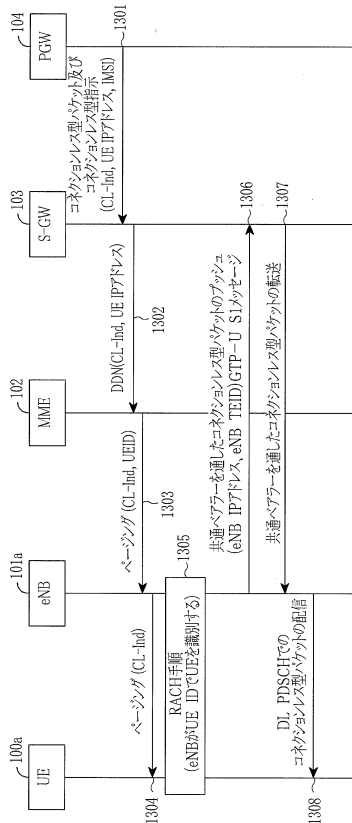 100a
UE
101a
eNB
102
MME
103
S-GW
104
PGW
コネクションレス型パケット及び
コネクションレス型指示
(CL-Ind, UE IPアドレス, IMSI)
1301
DDN(CL-Ind, UE IPアドレス)
1302
ページング (CL-Ind, UEID)
1303
ページング (CL-Ind)
1304
RACH手順
(eNBがUE IDでUEを識別する)
1305
共通ベアラーを通したコネクションレス型パケットのプッシュ
(eNB IPアドレス、eNB TEID)GTP-U S1メッセージ
1306
共通ベアラーを通したコネクションレス型パケットの転送
1307
DL PDSCHでの
コネクションレス型パケットの配信
1308